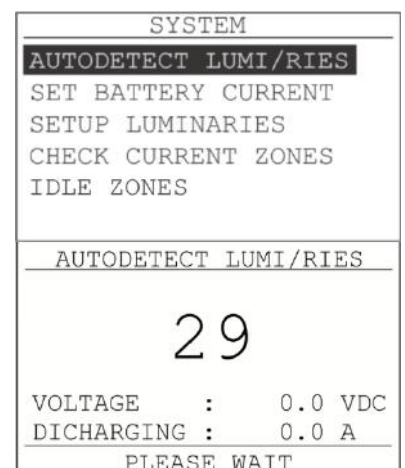 SYSTEM
AUTODETECT LUMI/RIES
SET BATTERY CURRENT
SETUP LUMINARIES
CHECK CURRENT ZONES
IDLE ZONES
AUTODETECT LUMI/RIES
29
VOLTAGE : 0.0 VDC
DICHARGING : 0.0 A
PLEASE WAIT